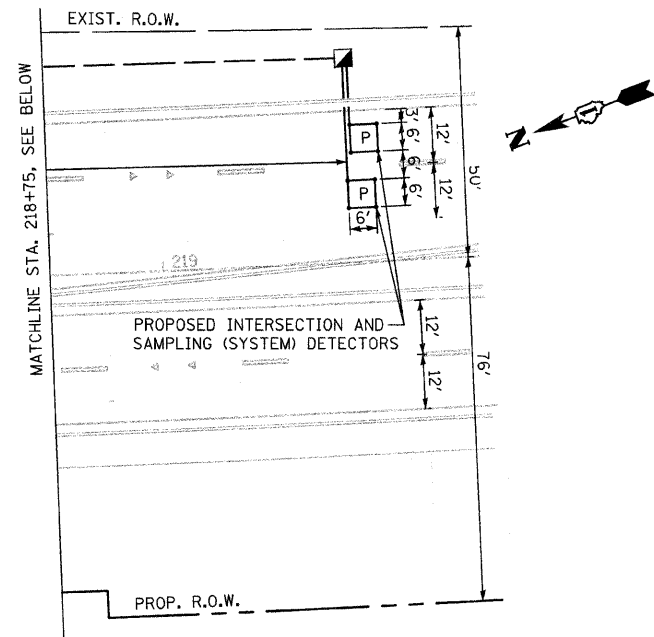 EXIST. R.O.W.
MATCHLINE STA. 218+75, SEE BELOW
N
3'
12'
P
6'
6'
50'
P
6'
12'
6'
219
PROPOSED INTERSECTION AND
SAMPLING (SYSTEM) DETECTORS
12'
76'
12'
PROP. R.O.W.